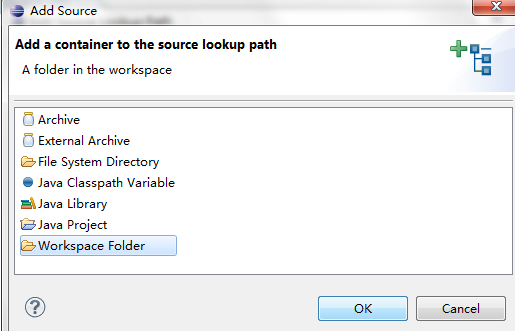 Add Source
Add a container to the source lookup path
A folder in the workspace
Archive
External Archive
File System Directory
Java Classpath Variable
Java Library
Java Project
Workspace Folder
?
OK
Cancel